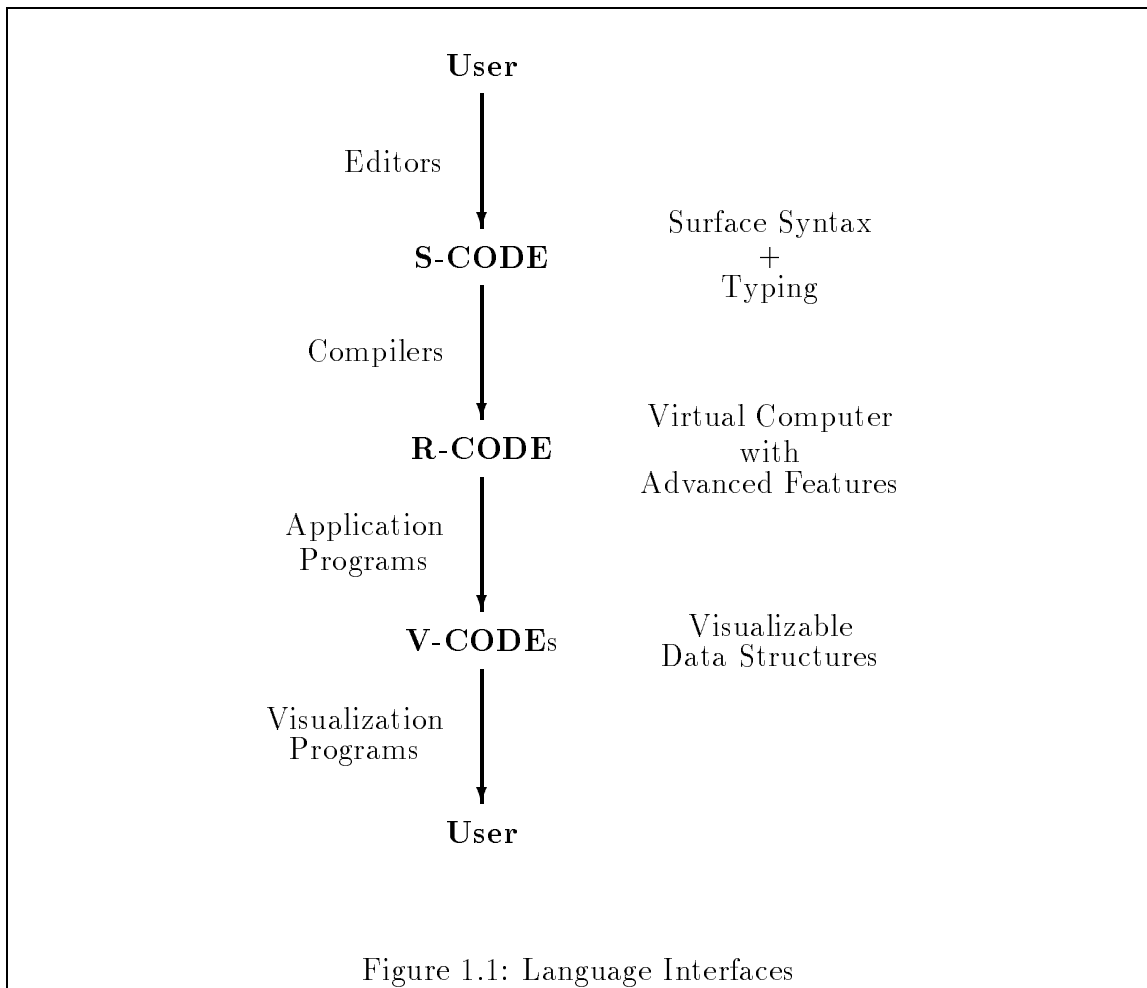 User
Editors
S-CODE
Surface Syntax
+
Typing
Compilers
R-CODE
Virtual Computer
with
Advanced Features
Application
Programs
V-CODEs
Visualizable
Data Structures
Visualization
Programs
User
Figure 1.1: Language Interfaces